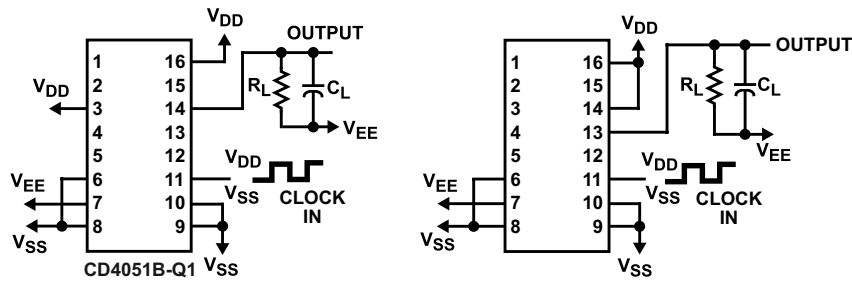 VDD
OUTPUT
1 16
2 15
VDD
3 14
RL CL
4 13
VEE
5 12
VDD
6 11
VSS
CLOCK
IN
VEE
7 10
8 9
VSS
VSS
CD4051B-Q1
VDD
OUTPUT
1 16
2 15
RL CL
3 14
4 13
VEE
5 12
VDD
6 11
VSS
CLOCK
IN
VEE
7 10
8 9
VSS
VSS